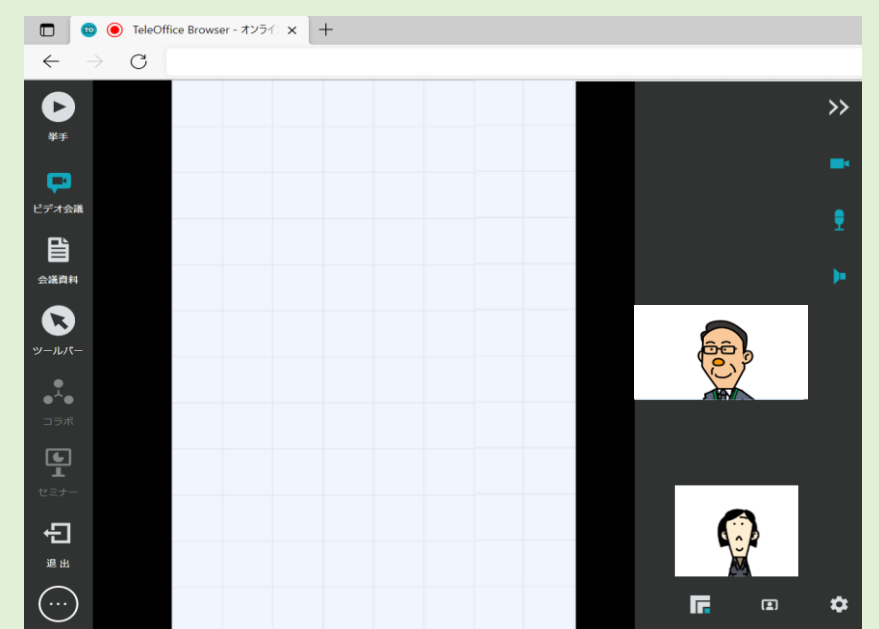 TO TeleOffice Browser - オンライ
挙手
ビデオ会議
会議資料
ツールバー
コラボ
セミナー
退出